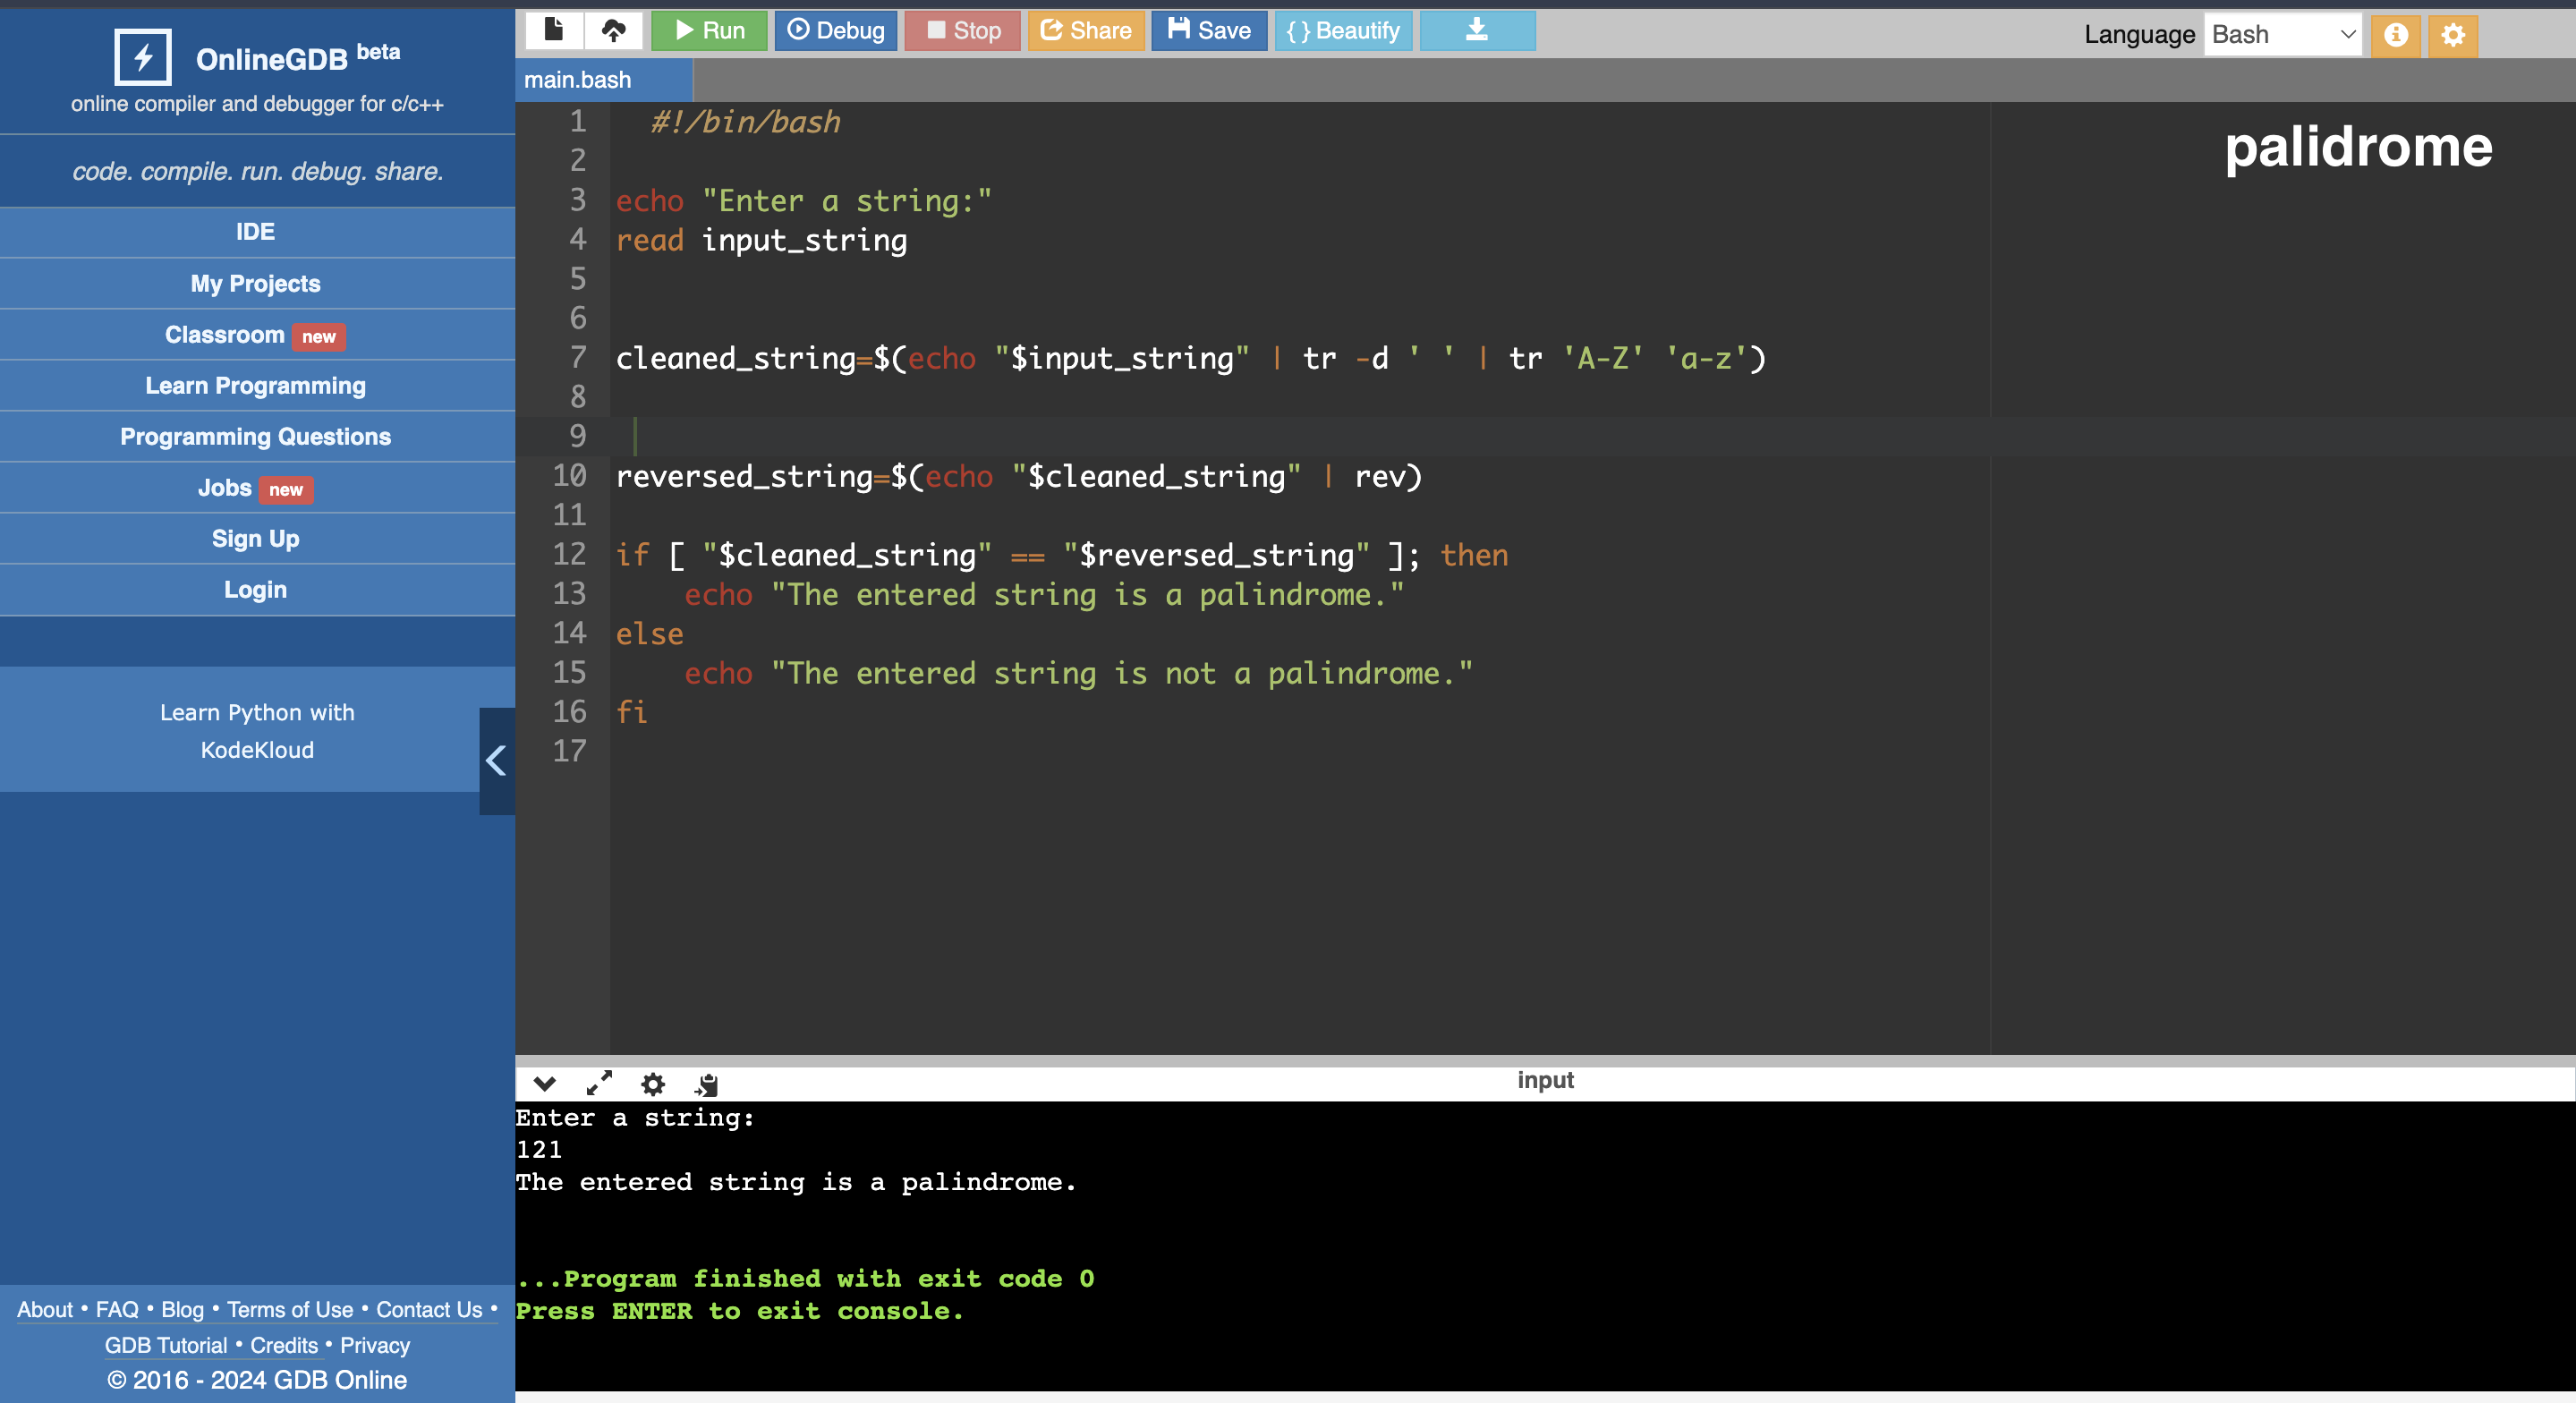 OnlineGDB beta
online compiler and debugger for c/c++
code. compile. run. debug. share.
IDE
My Projects
Classroom new
Learn Programming
Programming Questions
Jobs new
Sign Up
Login
Learn Python with
KodeKloud
About • FAQ • Blog • Terms of Use • Contact Us •
GDB Tutorial • Credits • Privacy
© 2016 - 2024 GDB Online
Run Debug Stop Share Save { } Beautify
Language Bash
main.bash
palidrome
1 #!/bin/bash
2
3 echo "Enter a string:"
4 read input_string
5
6
7 cleaned_string=$(echo "$input_string" | tr -d ' ' | tr 'A-Z' 'a-z')
8
9
10 reversed_string=$(echo "$cleaned_string" | rev)
11
12 if [ "$cleaned_string" == "$reversed_string" ]; then
13     echo "The entered string is a palindrome."
14 else
15     echo "The entered string is not a palindrome."
16 fi
17
input
Enter a string:
121
The entered string is a palindrome.
...Program finished with exit code 0
Press ENTER to exit console.